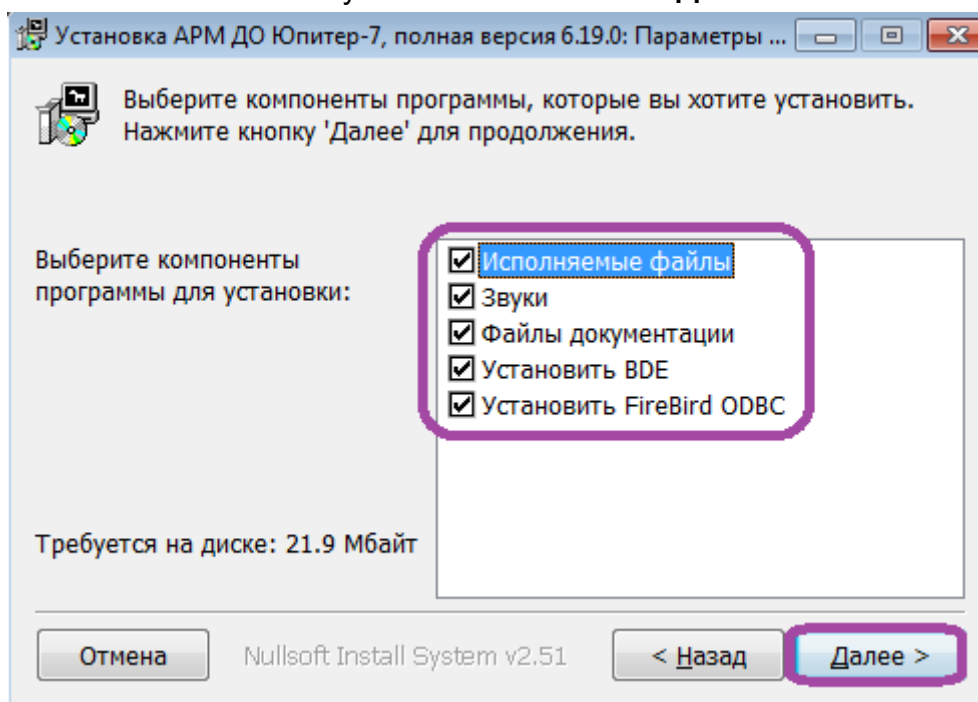 Установка АРМ ДО Юпитер-7, полная версия 6.19.0: Параметры ...
Выберите компоненты программы, которые вы хотите установить.
Нажмите кнопку 'Далее' для продолжения.
Выберите компоненты
программы для установки:
Исполняемые файлы
Звуки
Файлы документации
Установить BDE
Установить FireBird ODBC
Требуется на диске: 21.9 Мбайт
Отмена
Nullsoft Install System v2.51
< Назад
Далее >